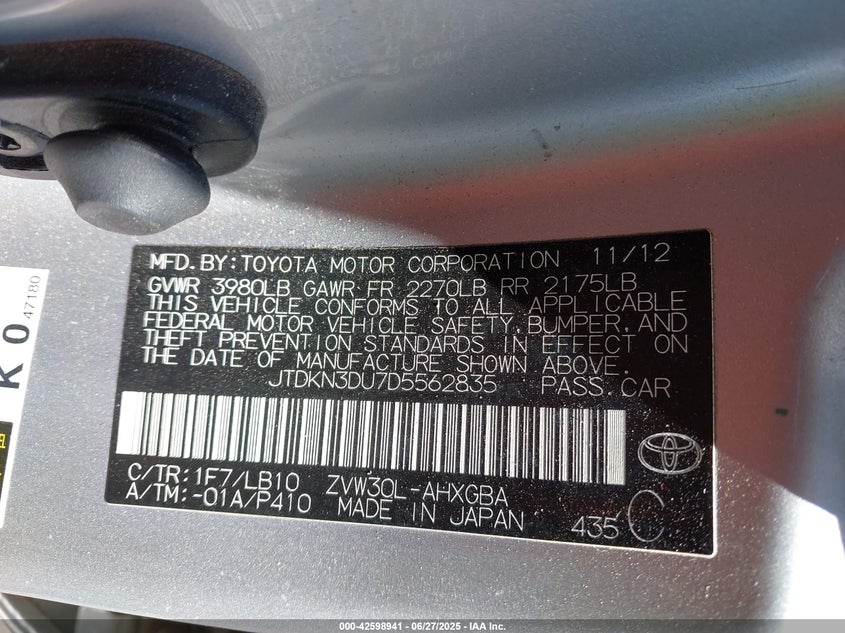 MFD. BY: TOYOTA MOTOR CORPORATION 11/12
GVWR 3980LB GAWR FR 2270LB RR 2175LB
THIS VEHICLE CONFORMS TO ALL APPLICABLE
FEDERAL MOTOR VEHICLE SAFETY, BUMPER, AND
THEFT PREVENTION STANDARDS IN EFFECT ON
THE DATE OF MANUFACTURE SHOWN ABOVE.
JTDKN3DU7D5562835 PASS. CAR
C/TR: 1F7/LB10 ZVW30L-AHXGBA
A/TM: -01A/P410 MADE IN JAPAN 435 C
K 0
47180
000-42598941 - 06/27/2025 - IAA Inc.